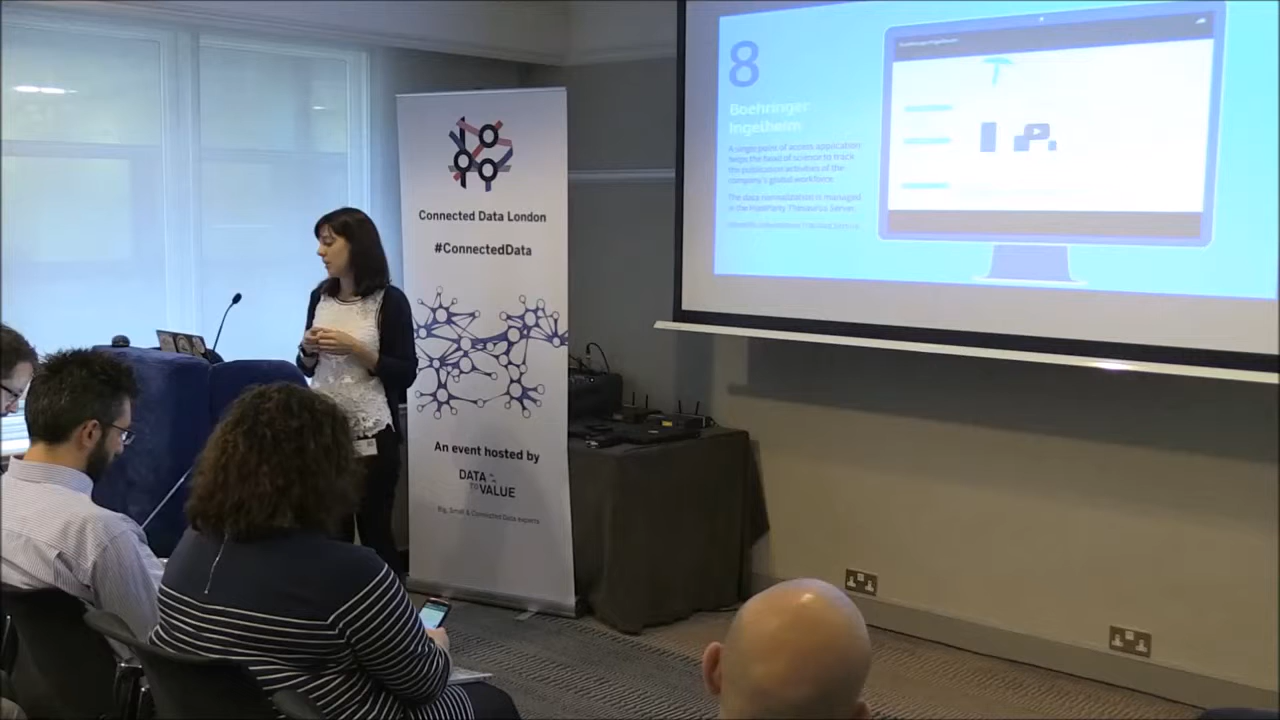 Connected Data London
#ConnectedData
An event hosted by
DATA
TO
VALUE
Big, Small & Connected Data experts
8
Boehringer
Ingelheim
A single point of access application
helps the head of science to track
the publication activities of the
company's global workforce.
The data normalization is managed
in the PoolParty Thesaurus Server.